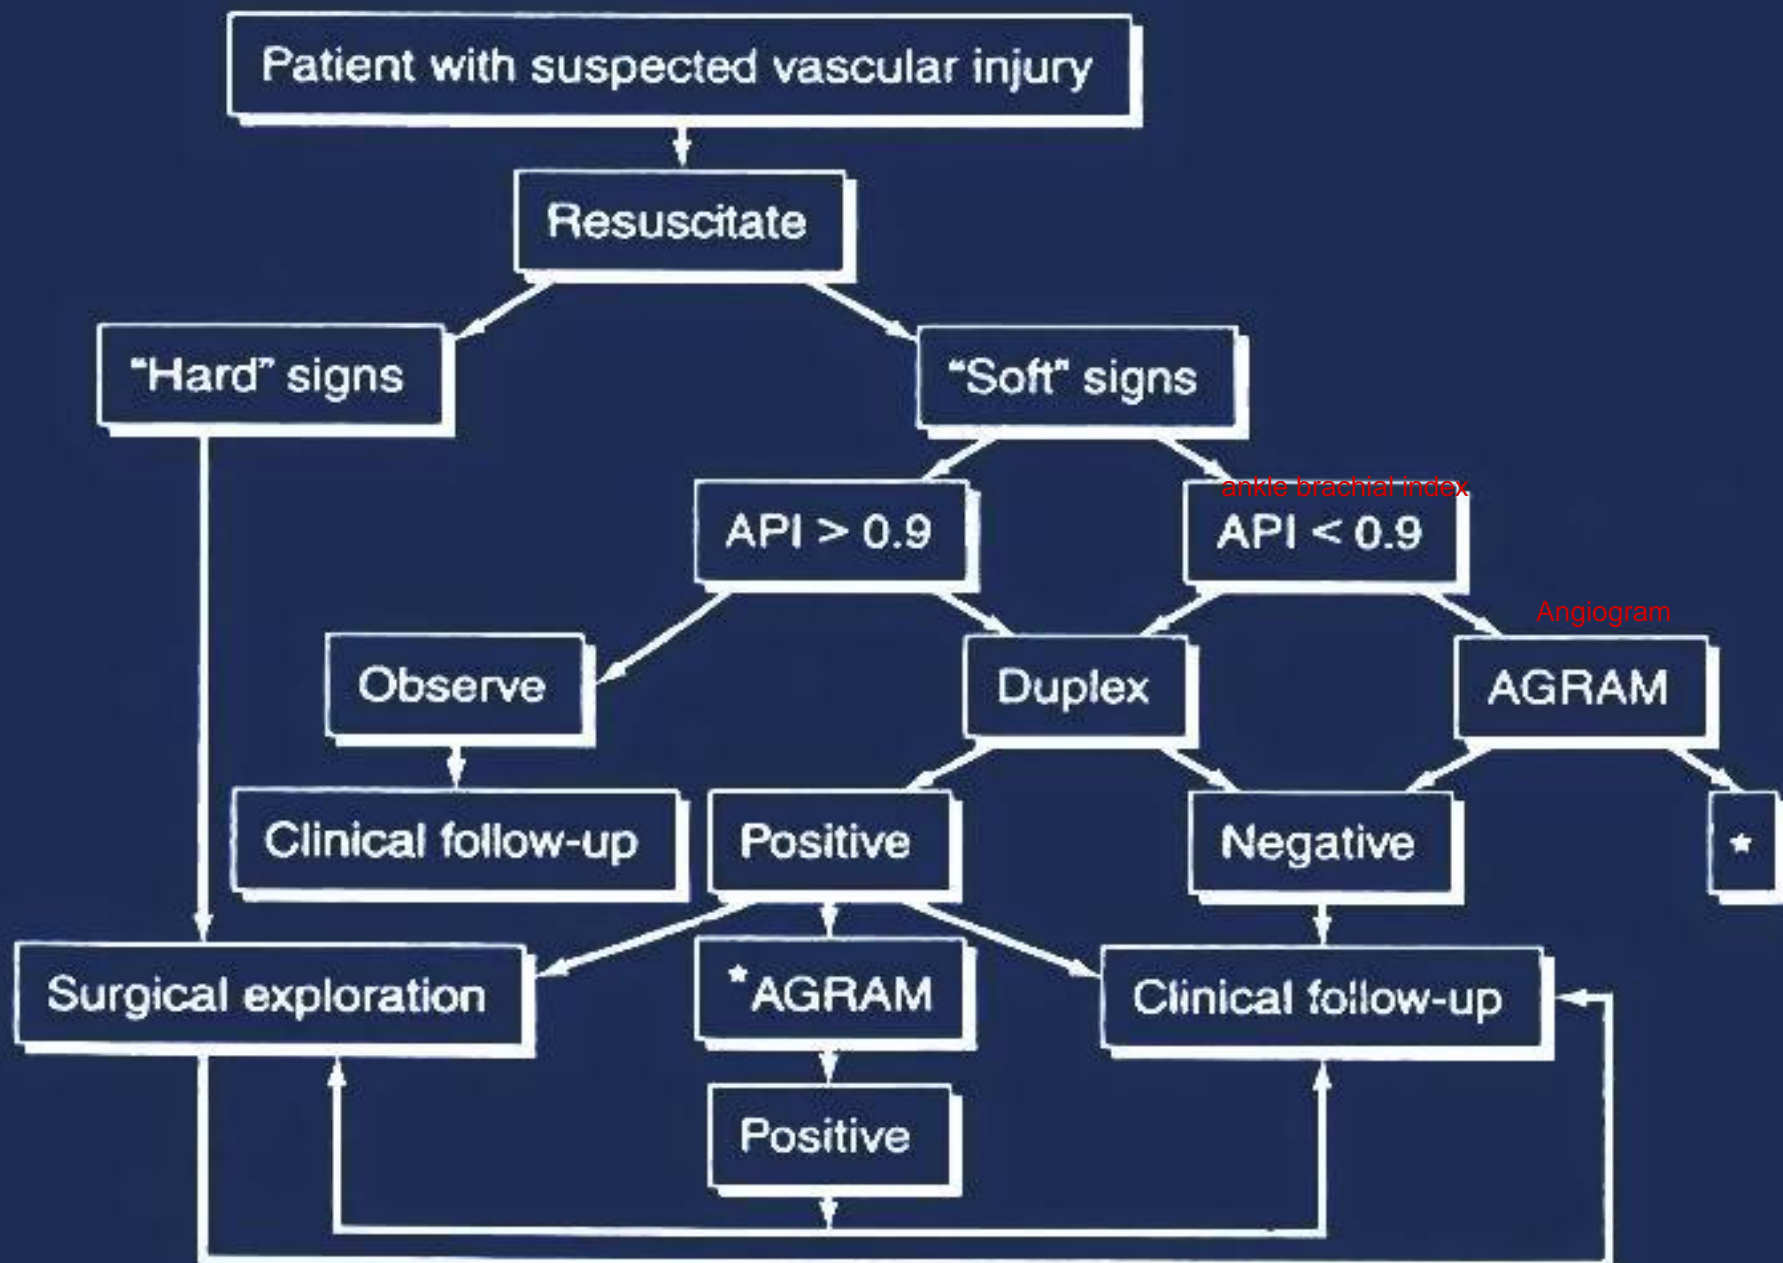 Patient with suspected vascular injury
Resuscitate
“Hard” signs
“Soft” signs
ankle brachial index
API > 0.9
API < 0.9
Angiogram
Observe
Duplex
AGRAM
Clinical follow-up
Positive
Negative
*
Surgical exploration
*AGRAM
Clinical follow-up
Positive